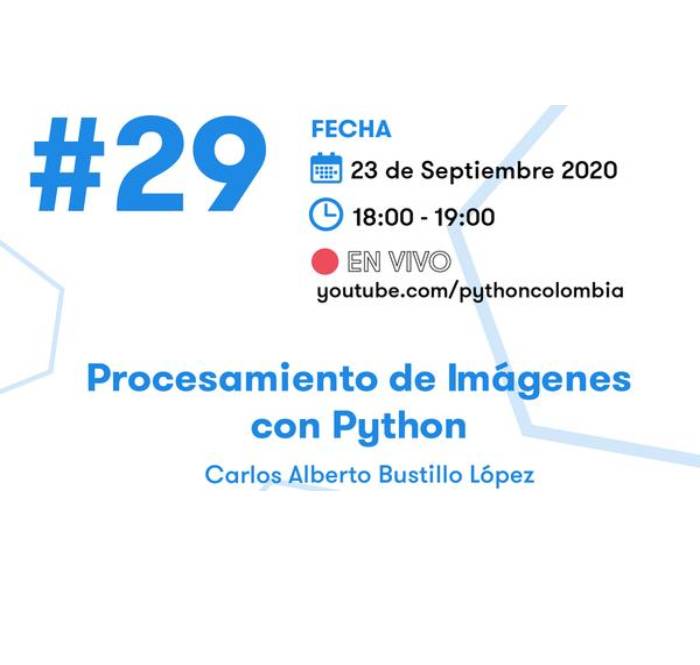 #29
FECHA
23 de Septiembre 2020
18:00 - 19:00
EN VIVO
youtube.com/pythoncolombia
Procesamiento de Imágenes
con Python
Carlos Alberto Bustillo López